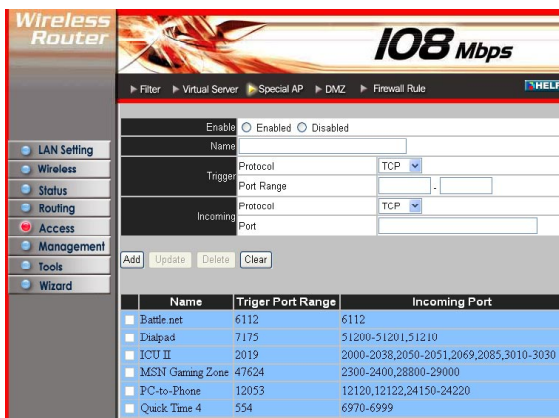 Wireless
Router
108 Mbps
Filter Virtual Server Special AP DMZ Firewall Rule HELP
LAN Setting
Wireless
Status
Routing
Access
Management
Tools
Wizard
Enable Enabled Disabled
Name
Trigger
Protocol TCP
Port Range -
Incoming
Protocol TCP
Port
Add Update Delete Clear
Name Triger Port Range Incoming Port
Battle.net 6112 6112
Dialpad 7175 51200-51201,51210
ICU II 2019 2000-2038,2050-2051,2069,2085,3010-3030
MSN Gaming Zone 47624 2300-2400,28800-29000
PC-to-Phone 12053 12120,12122,24150-24220
Quick Time 4 554 6970-6999